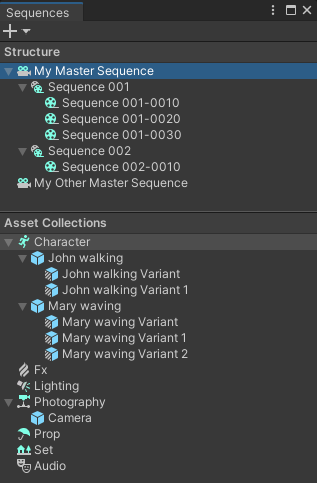 Sequences
Structure
My Master Sequence
Sequence 001
Sequence 001-0010
Sequence 001-0020
Sequence 001-0030
Sequence 002
Sequence 002-0010
My Other Master Sequence
Asset Collections
Character
John walking
John walking Variant
John walking Variant 1
Mary waving
Mary waving Variant
Mary waving Variant 1
Mary waving Variant 2
Fx
Lighting
Photography
Camera
Prop
Set
Audio